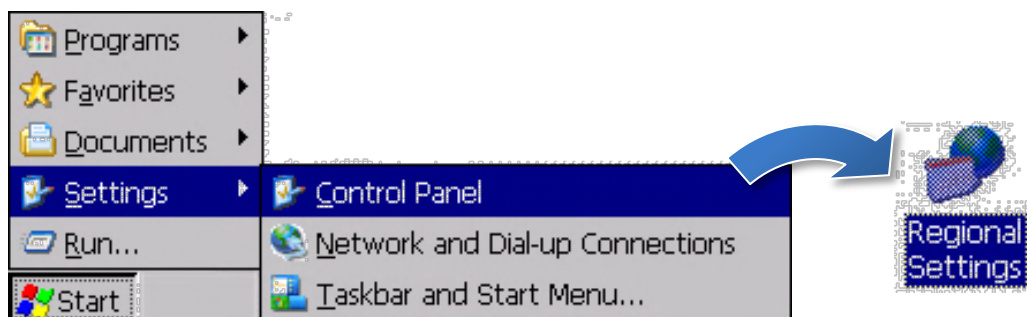 Programs
Favorites
Documents
Settings
Control Panel
Run...
Network and Dial-up Connections
Start
Taskbar and Start Menu...
Regional
Settings